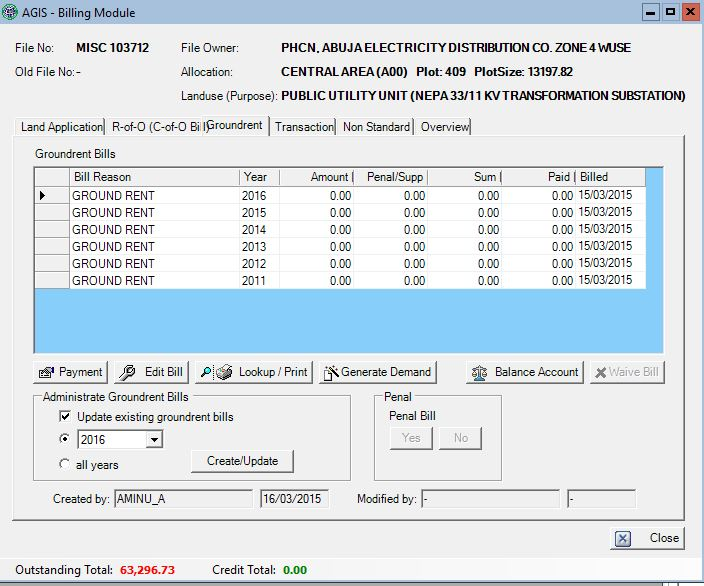 AGIS - Billing Module
File No: MISC 103712 File Owner: PHCN, ABUJA ELECTRICITY DISTRIBUTION CO. ZONE 4 WUSE
Old File No:- Allocation: CENTRAL AREA (A00) Plot: 409 PlotSize: 13197.82
Landuse (Purpose): PUBLIC UTILITY UNIT (NEPA 33/11 KV TRANSFORMATION SUBSTATION)
Land Application R-of-O (C-of-O Bil Groundrent Transaction Non Standard Overview
Groundrent Bills
Bill Reason Year Amount Penal/Supp Sum Paid Billed
GROUND RENT 2016 0.00 0.00 0.00 0.00 15/03/2015
GROUND RENT 2015 0.00 0.00 0.00 0.00 15/03/2015
GROUND RENT 2014 0.00 0.00 0.00 0.00 15/03/2015
GROUND RENT 2013 0.00 0.00 0.00 0.00 15/03/2015
GROUND RENT 2012 0.00 0.00 0.00 0.00 15/03/2015
GROUND RENT 2011 0.00 0.00 0.00 0.00 15/03/2015
Payment Edit Bill Lookup / Print Generate Demand Balance Account Waive Bill
Administrate Groundrent Bills Penal
Update existing groundrent bills Penal Bill
2016 Yes No
all years Create/Update
Created by: AMINU_A 16/03/2015 Modified by: - -
Close
Outstanding Total: 63,296.73 Credit Total: 0.00